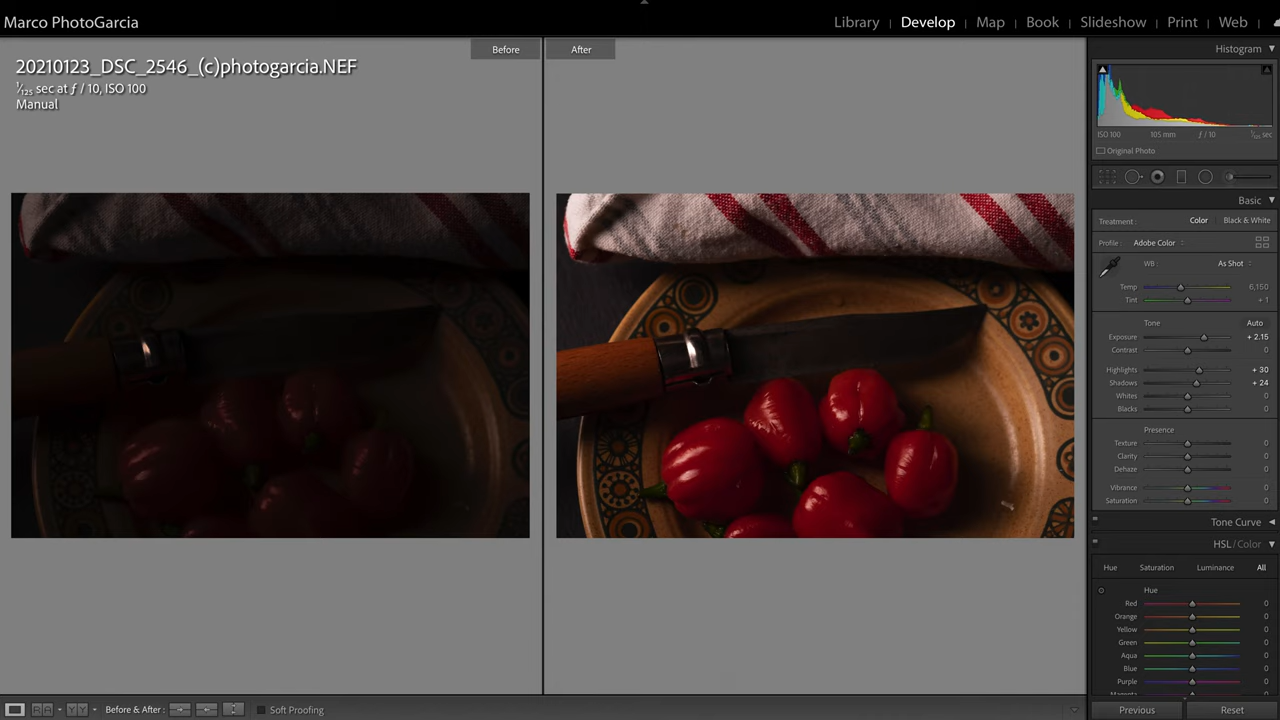 Marco PhotoGarcia
Library | Develop | Map | Book | Slideshow | Print | Web |
Before
After
20210123_DSC_2546_(c)photogarcia.NEF
1/125 sec at ƒ / 10, ISO 100
Manual
Histogram
ISO 100 105 mm ƒ / 10 1/125 sec
Original Photo
Basic
Treatment : Color Black & White
Profile : Adobe Color
WB : As Shot
Temp 6,150
Tint + 1
Tone Auto
Exposure + 2.15
Contrast 0
Highlights + 30
Shadows + 24
Whites 0
Blacks 0
Presence
Texture 0
Clarity 0
Dehaze 0
Vibrance 0
Saturation 0
Tone Curve
HSL / Color
Hue Saturation Luminance All
Hue
Red 0
Orange 0
Yellow 0
Green 0
Aqua 0
Blue 0
Purple 0
Magenta
Before & After : Soft Proofing
Previous Reset